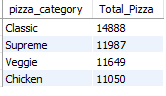 pizza_category Total_Pizza
Classic 14888
Supreme 11987
Veggie 11649
Chicken 11050